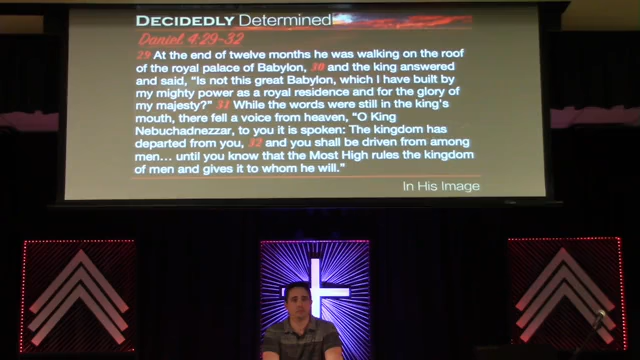 DECIDEDLY Determined
Daniel. 4:29-32
29 At the end of twelve months he was walking on the roof
of the royal palace of Babylon, 30 and the king answered
and said, “Is not this great Babylon, which I have built by
my mighty power as a royal residence and for the glory of
my majesty?” 31 While the words were still in the king's
mouth, there fell a voice from heaven, “O King
Nebuchadnezzar, to you it is spoken: The kingdom has
departed from you, 32 and you shall be driven from among
men… until you know that the Most High rules the kingdom
of men and gives it to whom he will.”
In His Image